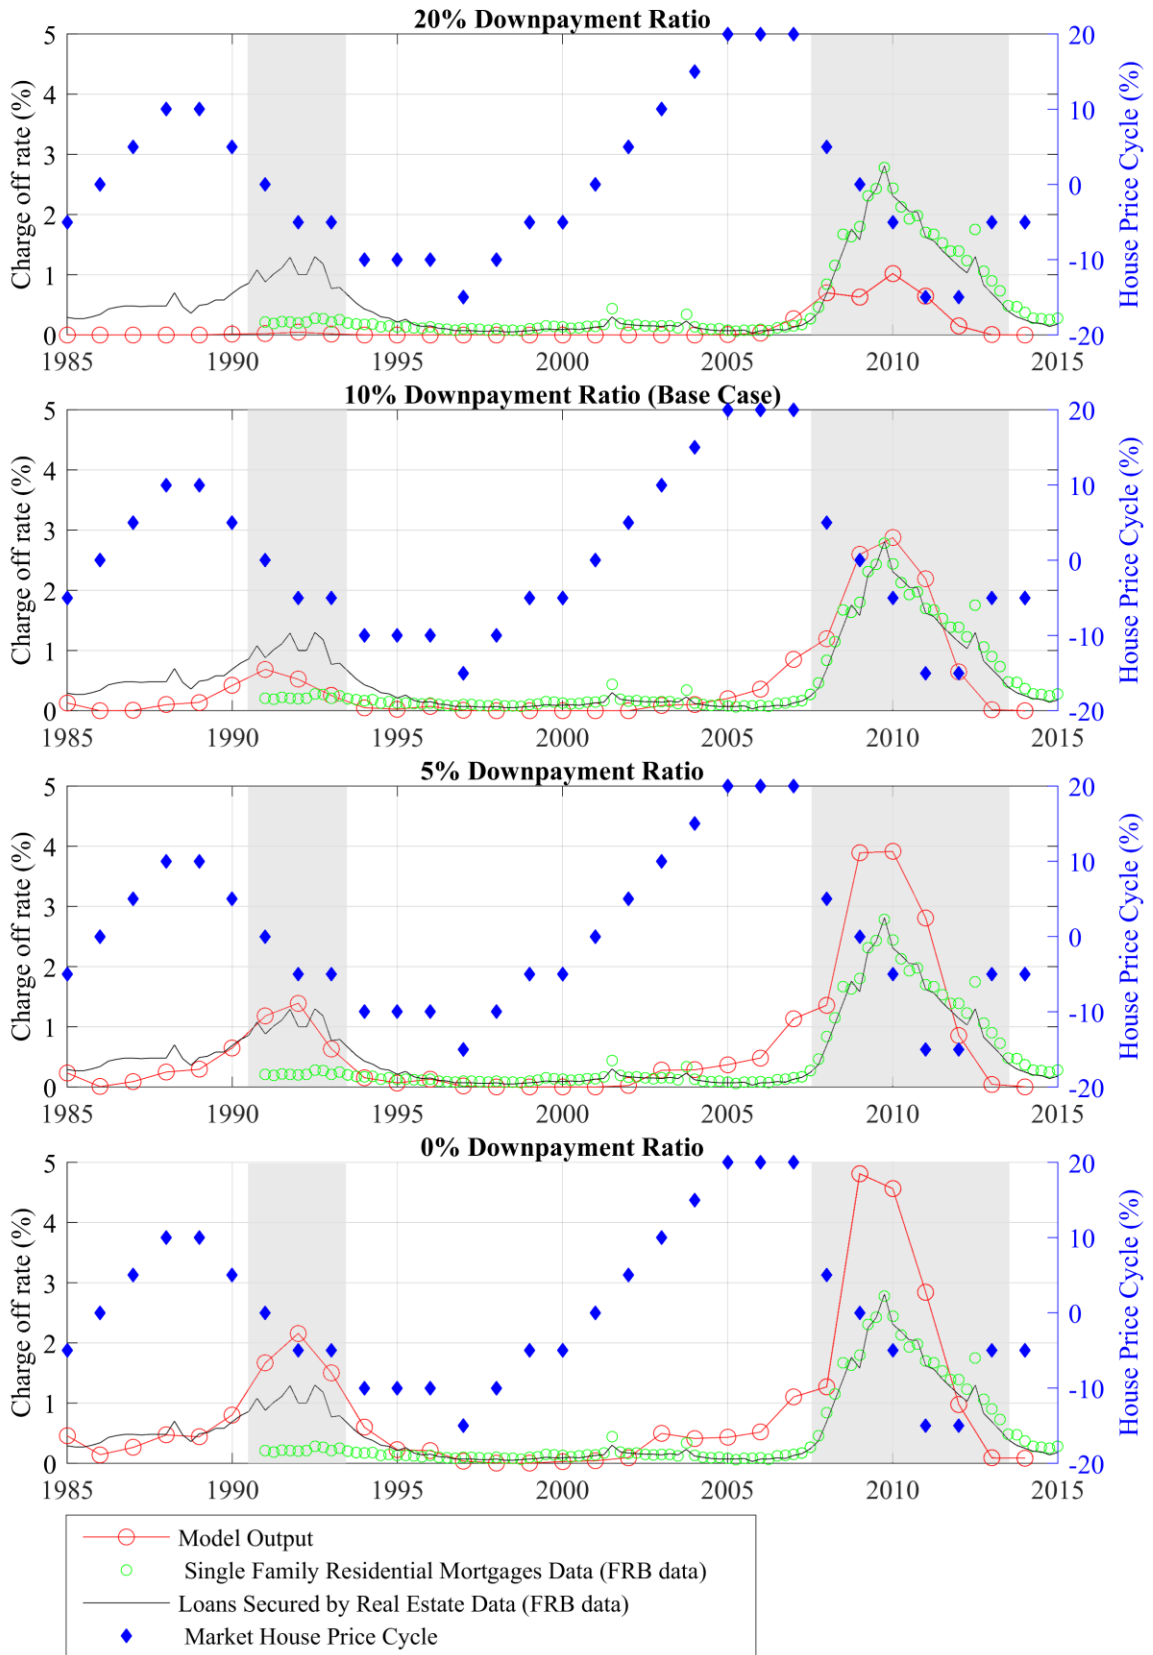 20% Downpayment Ratio
5
4
3
2
1
0
Charge off rate (%)
20
10
0
-10
-20
House Price Cycle (%)
1985 1990 1995 2000 2005 2010 2015
10% Downpayment Ratio (Base Case)
5
4
3
2
1
0
Charge off rate (%)
20
10
0
-10
-20
House Price Cycle (%)
1985 1990 1995 2000 2005 2010 2015
5% Downpayment Ratio
5
4
3
2
1
0
Charge off rate (%)
20
10
0
-10
-20
House Price Cycle (%)
1985 1990 1995 2000 2005 2010 2015
0% Downpayment Ratio
5
4
3
2
1
0
Charge off rate (%)
20
10
0
-10
-20
House Price Cycle (%)
1985 1990 1995 2000 2005 2010 2015
Model Output
Single Family Residential Mortgages Data (FRB data)
Loans Secured by Real Estate Data (FRB data)
Market House Price Cycle